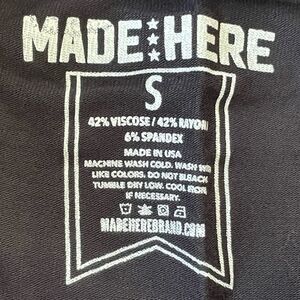 MADE HERE
S
42% VISCOSE / 42% RAYON
6% SPANDEX
MADE IN USA
MACHINE WASH COLD. WASH WITH
LIKE COLORS. DO NOT BLEACH
TUMBLE DRY LOW. COOL IRON
IF NECESSARY.
MADEHEREBRAND.COM